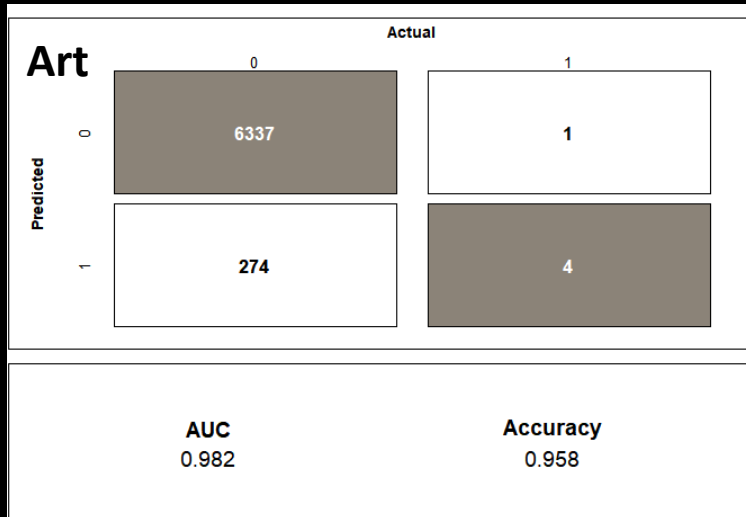 Actual
Art
0 1
Predicted
0 6337 1
1 274 4
AUC Accuracy
0.982 0.958